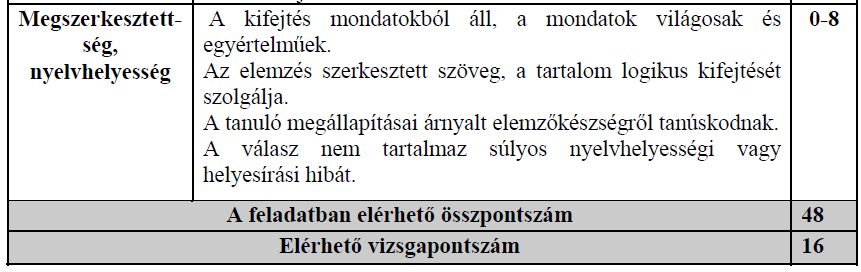 Megszerkesztett-
ség,
nyelvhelyesség
A kifejtés mondatokból áll, a mondatok világosak és
egyértelműek.
Az elemzés szerkesztett szöveg, a tartalom logikus kifejtését
szolgálja.
A tanuló megállapításai árnyalt elemzőkészségről tanúskodnak.
A válasz nem tartalmaz súlyos nyelvhelyességi vagy
helyesírási hibát.
0-8
A feladatban elérhető összpontszám 48
Elérhető vizsgapontszám 16